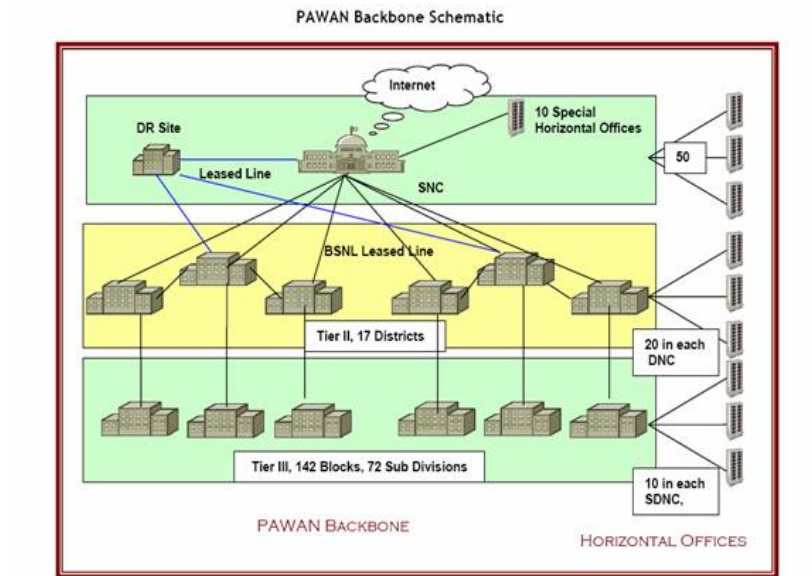 PAWAN Backbone Schematic
Internet
DR Site
10 Special
Horizontal Offices
50
Leased Line
SNC
BSNL Leased Line
Tier II, 17 Districts
20 in each
DNC
Tier III, 142 Blocks, 72 Sub Divisions
10 in each
SDNC,
PAWAN BACKBONE
HORIZONTAL OFFICES